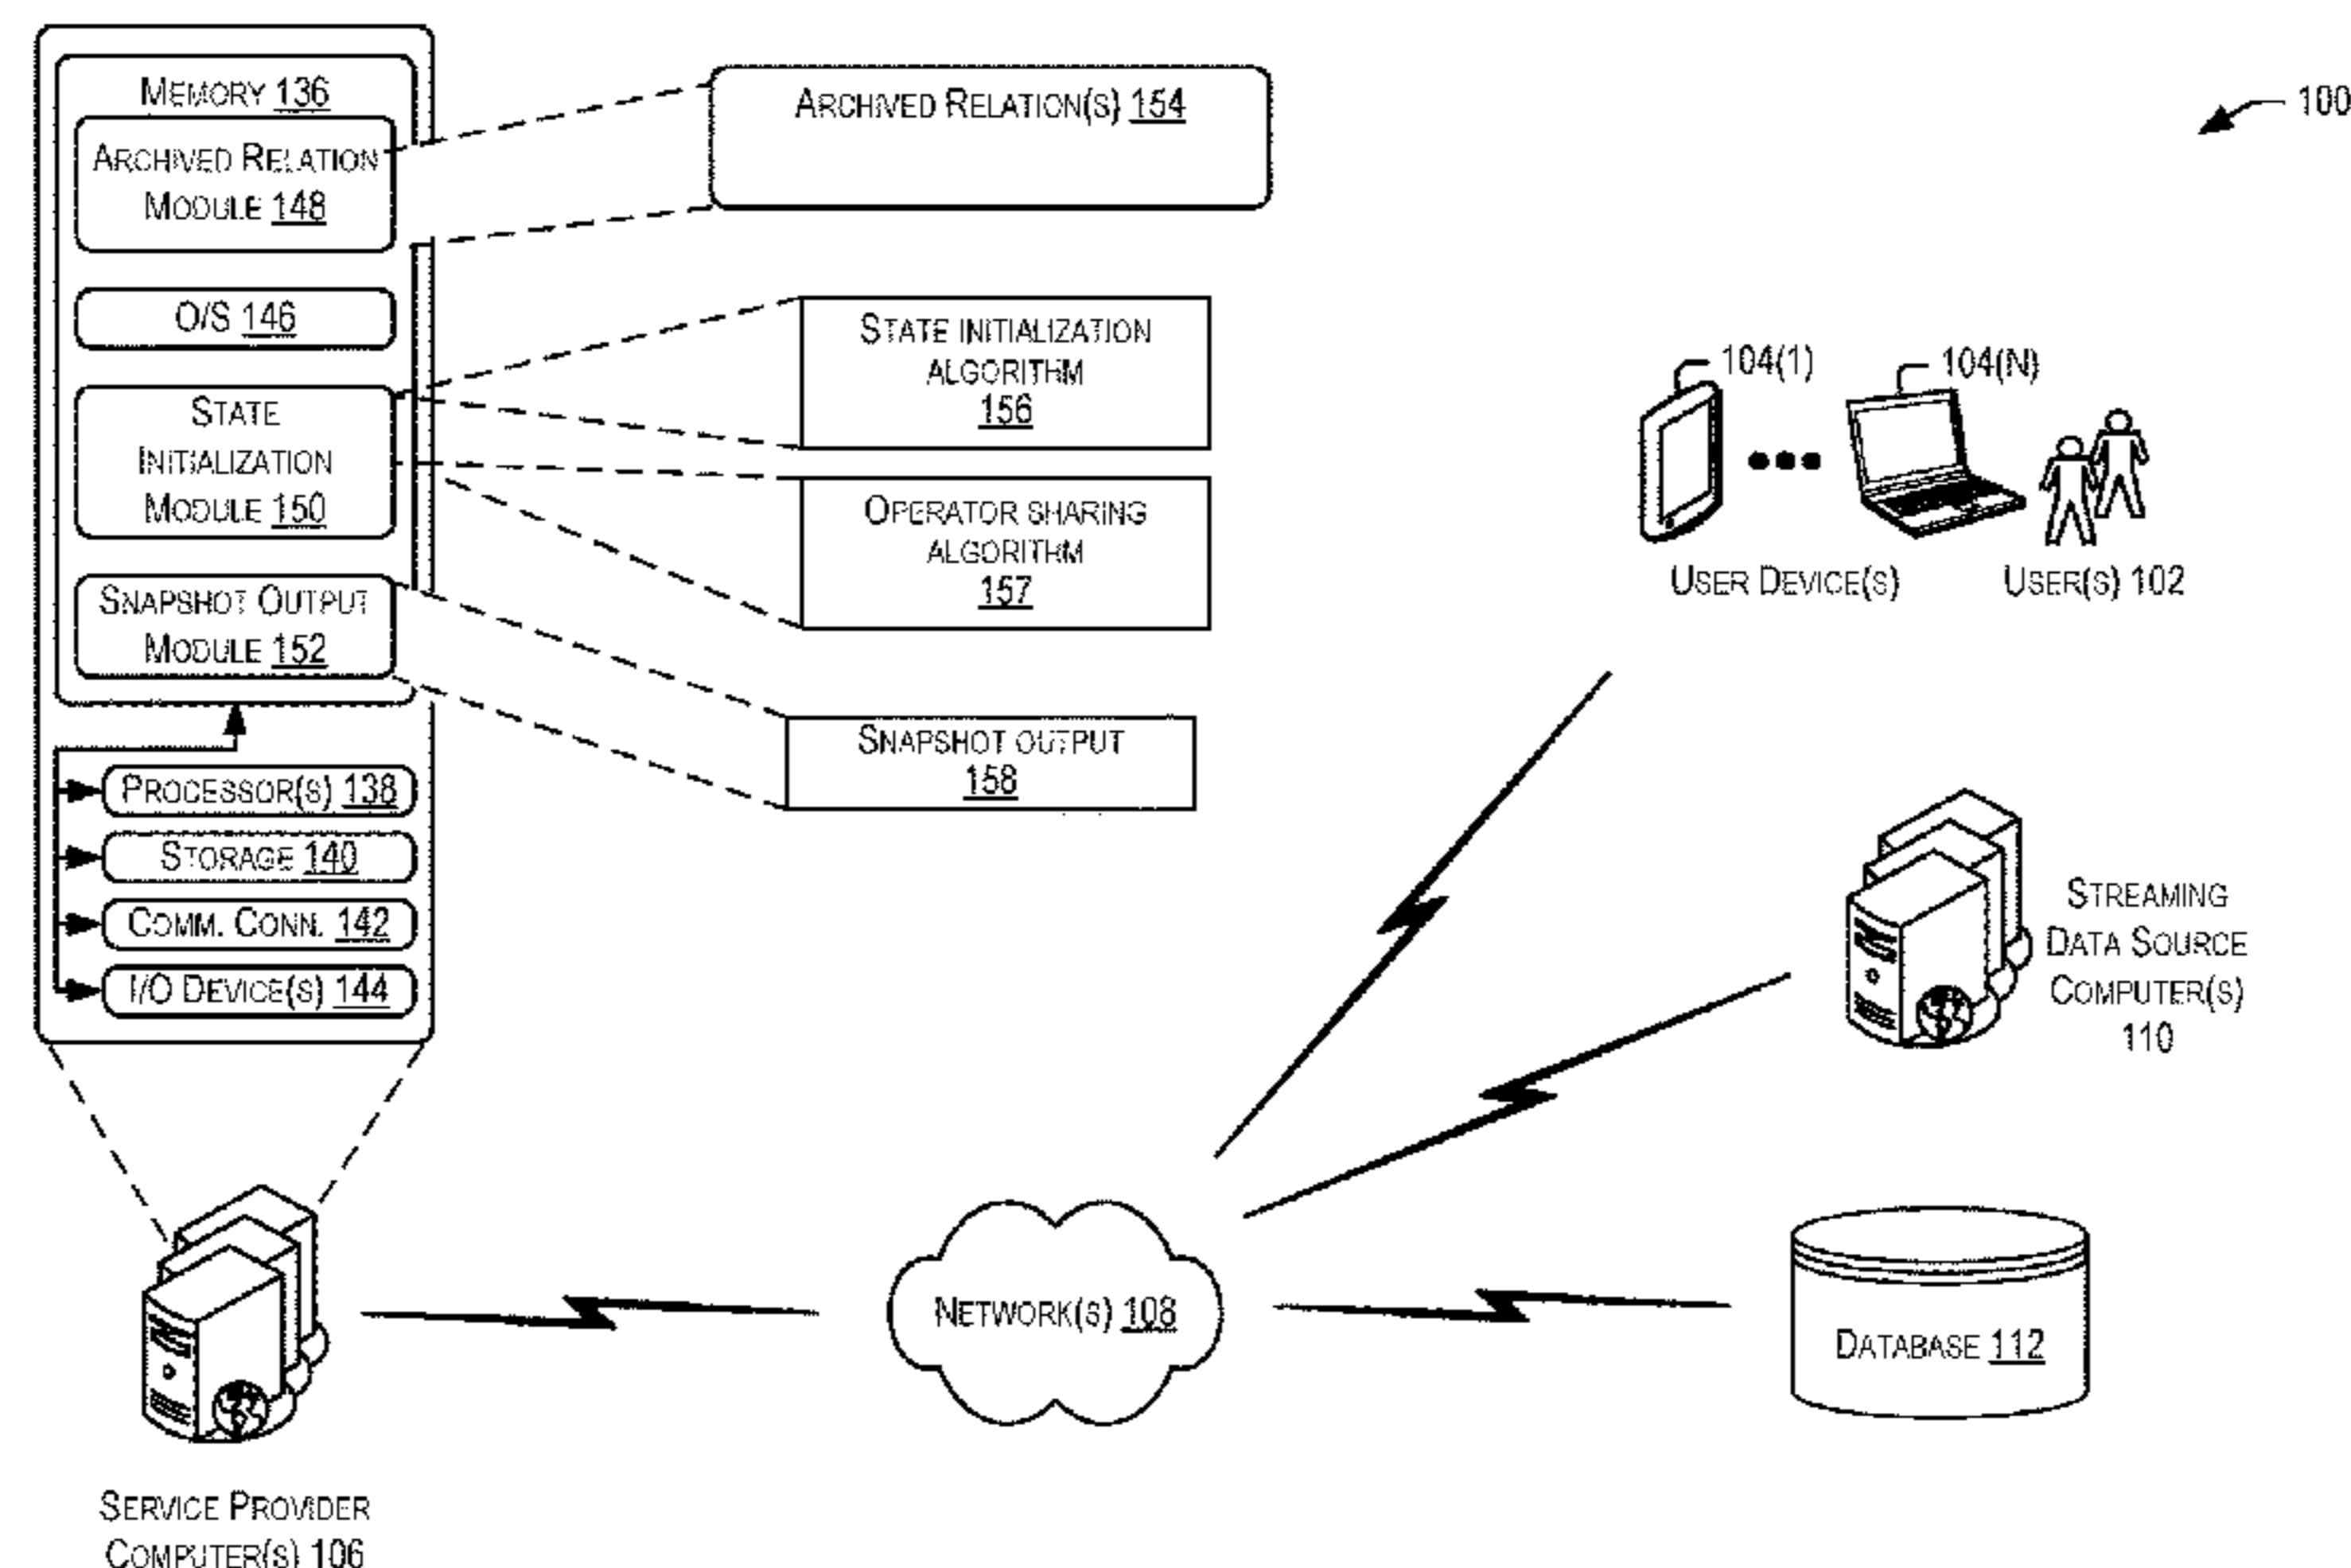 MEMORY 136
ARCHIVED RELATION
MODULE 148
O/S 146
STATE
INITIALIZATION
MODULE 150
SNAPSHOT OUTPUT
MODULE 152
PROCESSOR(S) 138
STORAGE 140
COMM. CONN. 142
I/O DEVICE(S) 144
ARCHIVED RELATION(S) 154
STATE INITIALIZATION
ALGORITHM
156
OPERATOR SHARING
ALGORITHM
157
SNAPSHOT OUTPUT
158
100
104(1)
104(N)
USER DEVICE(S)
USER(S) 102
STREAMING
DATA SOURCE
COMPUTER(S)
110
NETWORK(S) 108
DATABASE 112
SERVICE PROVIDER
COMPUTER(S) 106